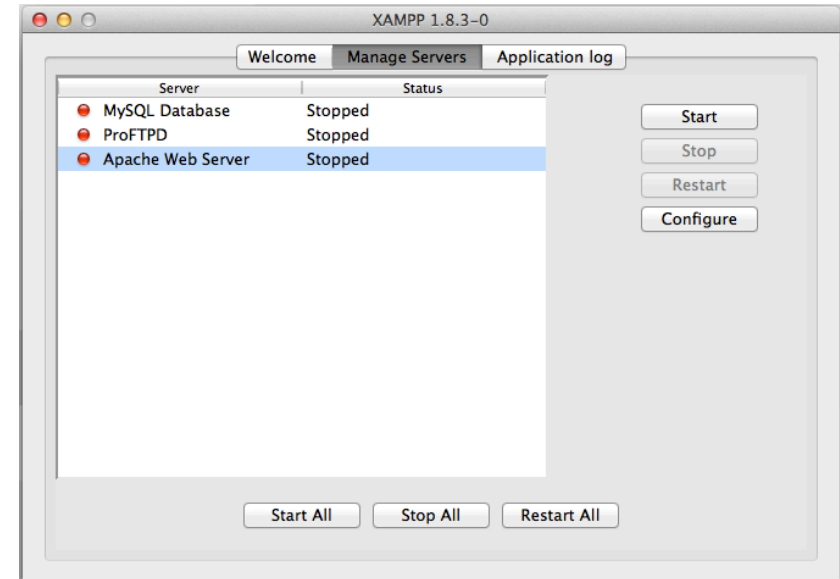 XAMPP 1.8.3-0
Welcome Manage Servers Application log
Server Status
MySQL Database Stopped
ProFTPD Stopped
Apache Web Server Stopped
Start
Stop
Restart
Configure
Start All Stop All Restart All